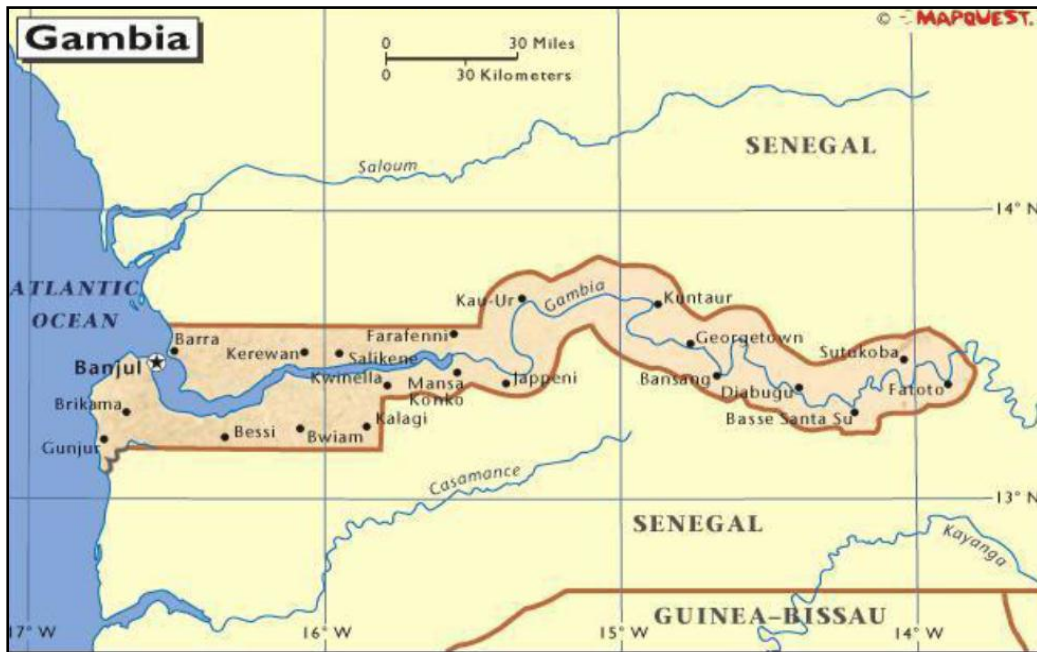 Gambia
© MAPQUEST.
0 30 Miles
0 30 Kilometers
SENEGAL
Saloum
14° N
ATLANTIC
OCEAN
Kau-Ur
Gambia
Kuntaur
Barra
Farafenni
Georgetown
Kerewan
Salikene
Sutukoba
Banjul
Kwinella
Mansa
Konko
Jappeni
Bansang
Diabugu
Fatoto
Brikama
Basse Santa Su
Kalagi
Gunjur
Bessi
Bwiam
Casamance
13° N
SENEGAL
Kayanga
GUINEA-BISSAU
17° W
16° W
15° W
14° W